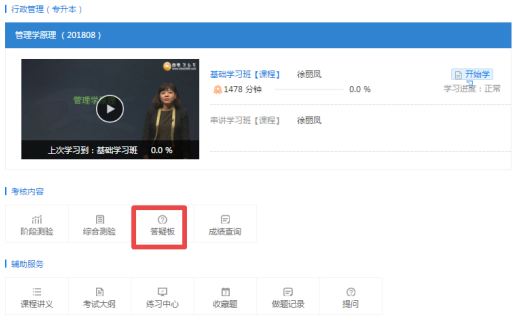 行政管理（专升本）
管理学原理（201808）
管理学
上次学习到：基础学习班 0.0 %
基础学习班【课程】 徐丽凤 开始学习
1478 分钟 0.0 % 学习进度：正常
串讲学习班【课程】 徐丽凤
考核内容
阶段测验 综合测验 答疑板 成绩查询
辅助服务
课程讲义 考试大纲 练习中心 收藏题 做题记录 提问